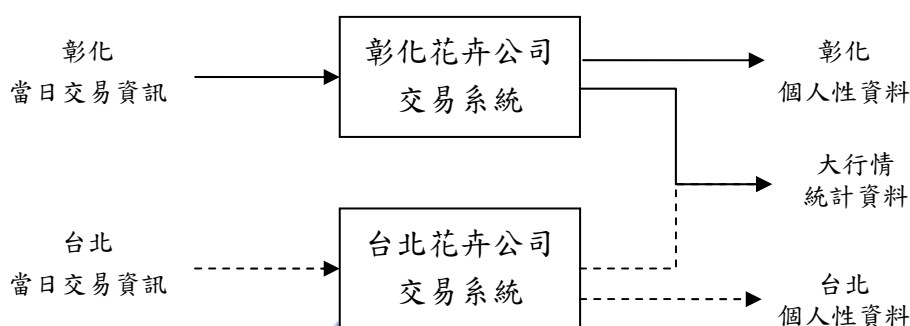 彰化
當日交易資訊
彰化花卉公司
交易系統
彰化
個人性資料
大行情
統計資料
台北
當日交易資訊
台北花卉公司
交易系統
台北
個人性資料